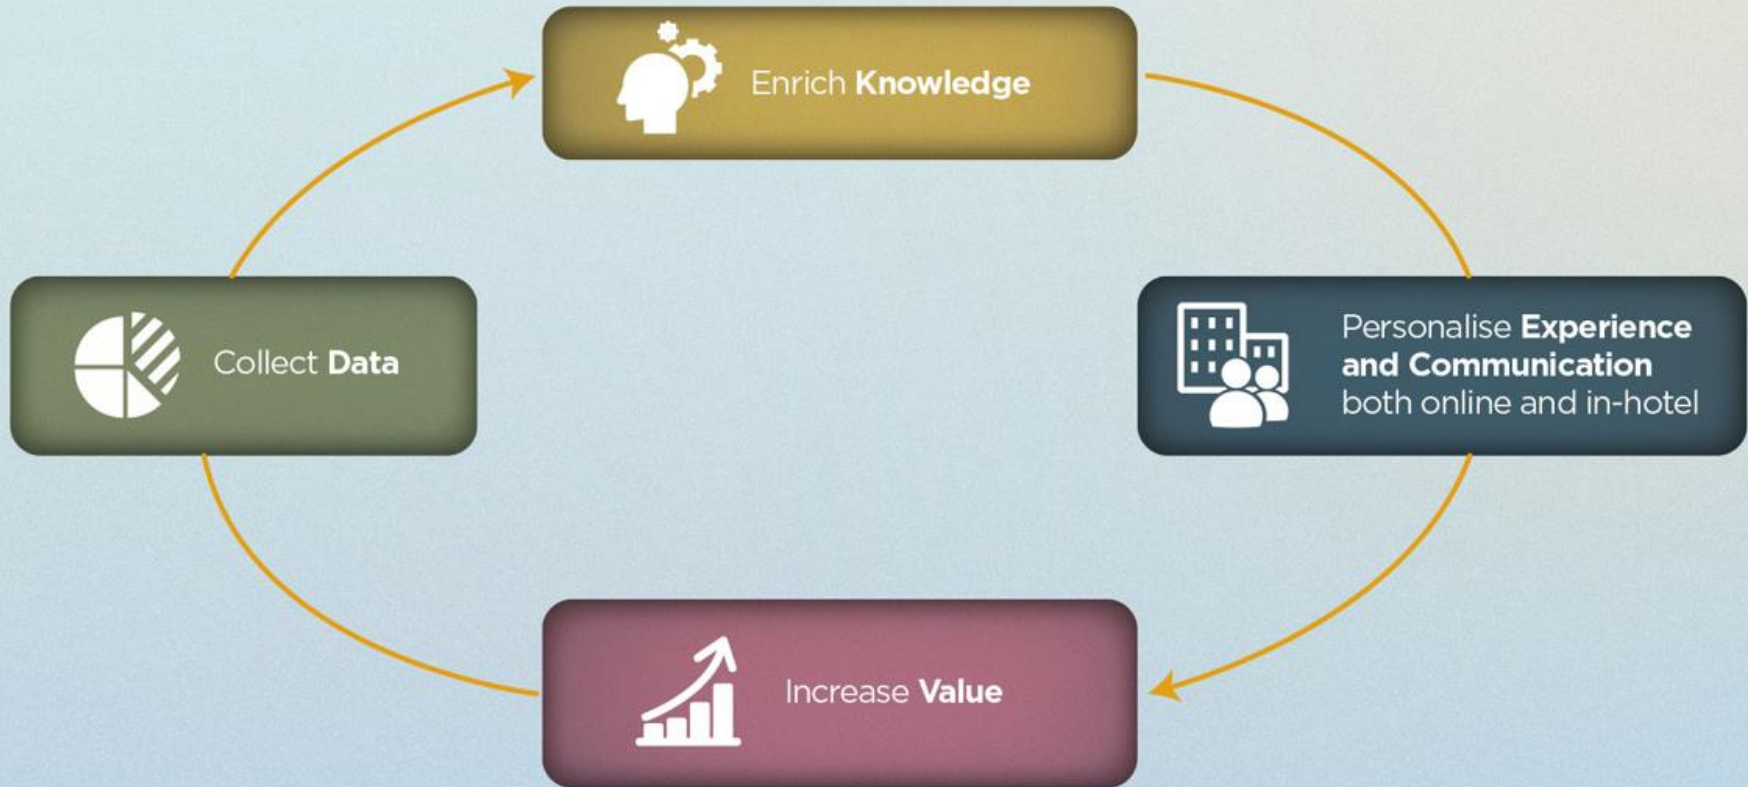 Enrich Knowledge
Collect Data
Personalise Experience
and Communication
both online and in-hotel
Increase Value